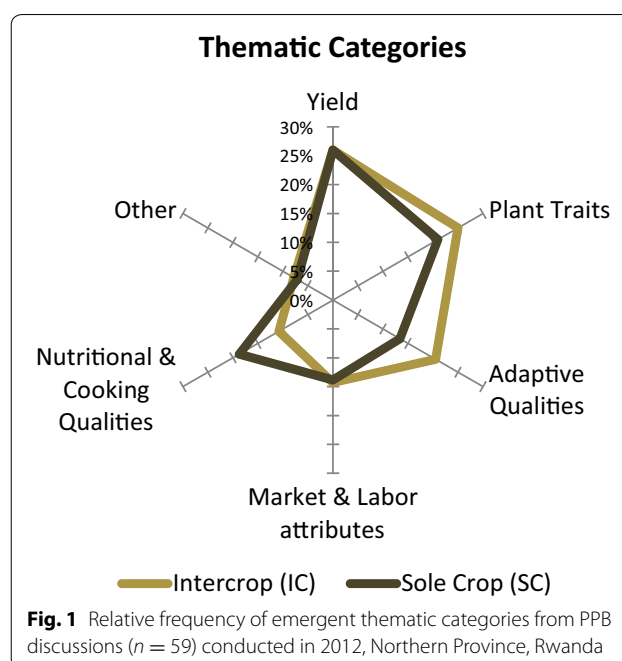 Thematic Categories
Yield
30%
25%
20%
15%
10%
5%
0%
Other
Plant Traits
Nutritional &
Cooking
Qualities
Adaptive
Qualities
Market & Labor
attributes
Intercrop (IC) Sole Crop (SC)
Fig. 1 Relative frequency of emergent thematic categories from PPB
discussions (n = 59) conducted in 2012, Northern Province, Rwanda